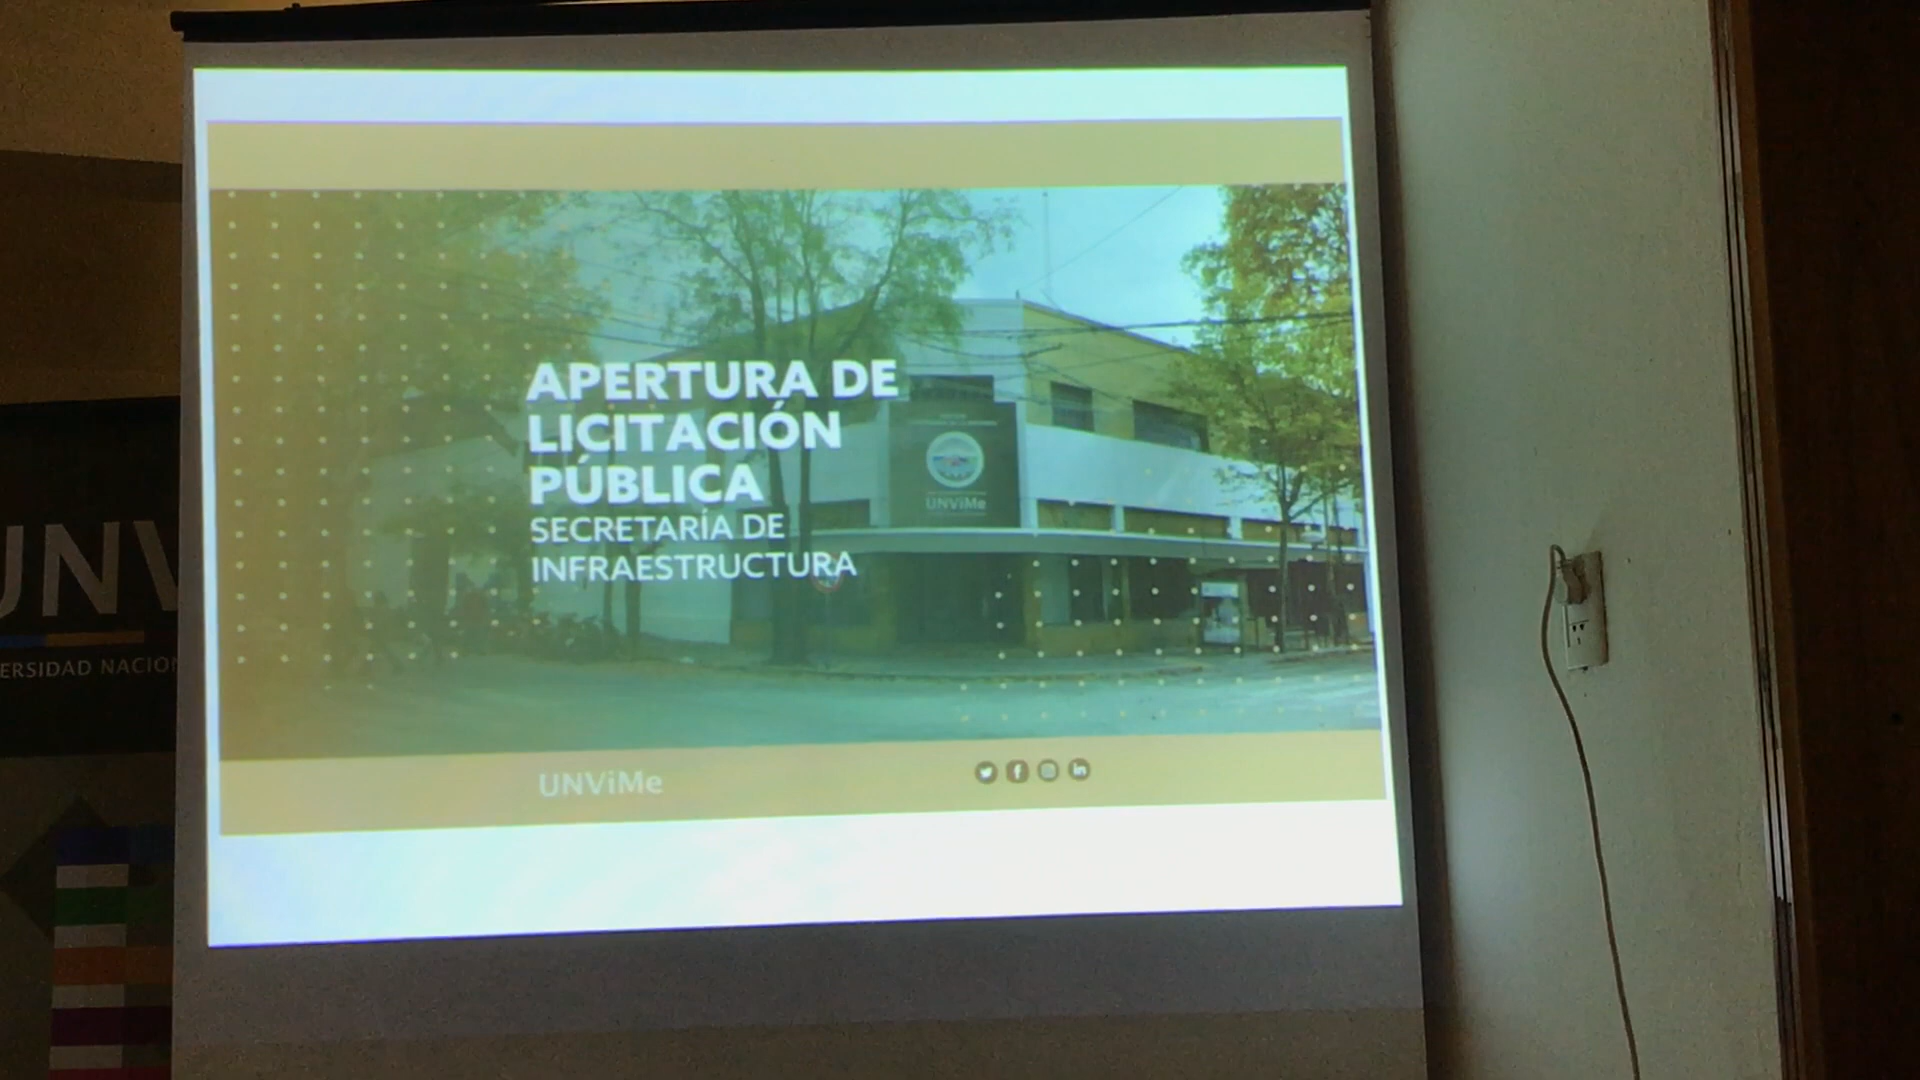 APERTURA DE
LICITACIÓN
PÚBLICA
SECRETARÍA DE
INFRAESTRUCTURA
UNViMe
UNViMe
UNV
ERSIDAD NACION